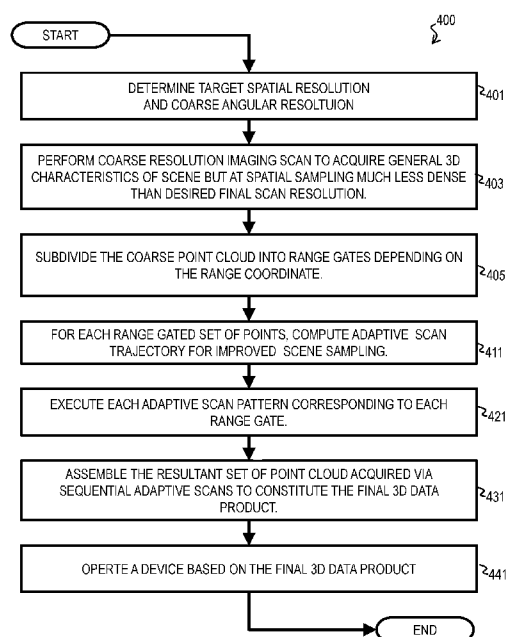 START
400
DETERMINE TARGET SPATIAL RESOLUTION
AND COARSE ANGULAR RESOLTUION
401
PERFORM COARSE RESOLUTION IMAGING SCAN TO ACQUIRE GENERAL 3D
CHARACTERISTICS OF SCENE BUT AT SPATIAL SAMPLING MUCH LESS DENSE
THAN DESIRED FINAL SCAN RESOLUTION.
403
SUBDIVIDE THE COARSE POINT CLOUD INTO RANGE GATES DEPENDING ON
THE RANGE COORDINATE.
405
FOR EACH RANGE GATED SET OF POINTS, COMPUTE ADAPTIVE SCAN
TRAJECTORY FOR IMPROVED SCENE SAMPLING.
411
EXECUTE EACH ADAPTIVE SCAN PATTERN CORRESPONDING TO EACH
RANGE GATE.
421
ASSEMBLE THE RESULTANT SET OF POINT CLOUD ACQUIRED VIA
SEQUENTIAL ADAPTIVE SCANS TO CONSTITUTE THE FINAL 3D DATA
PRODUCT.
431
OPERTE A DEVICE BASED ON THE FINAL 3D DATA PRODUCT
441
END